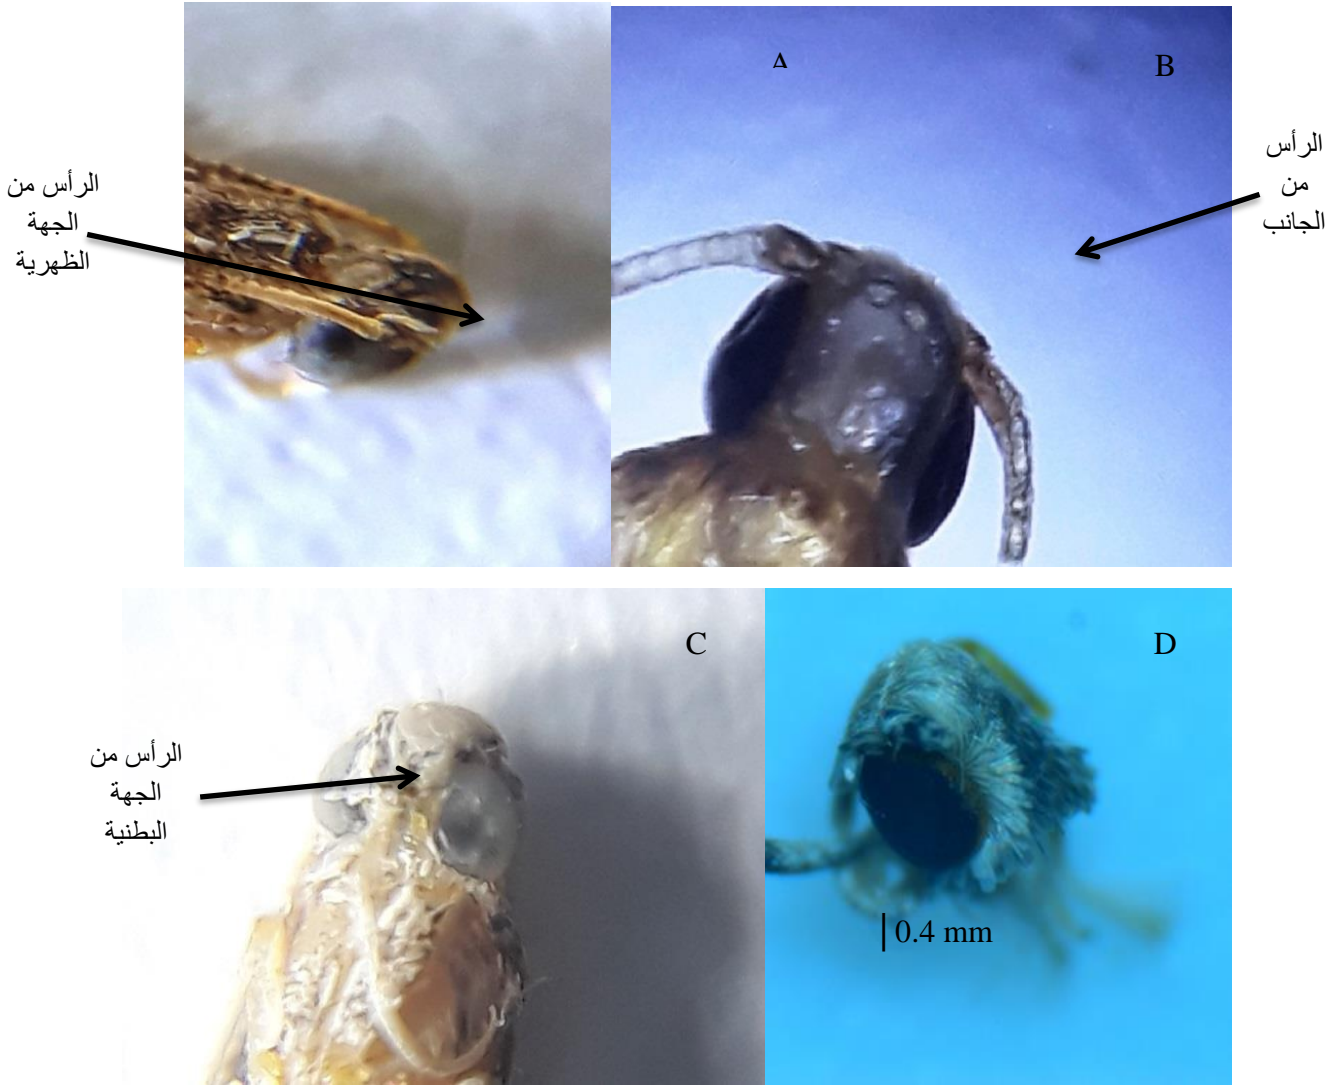 A
B
الرأس
من
الجانب
الرأس من
الجهة
الظهرية
C
D
الرأس من
الجهة
البطنية
0.4 mm